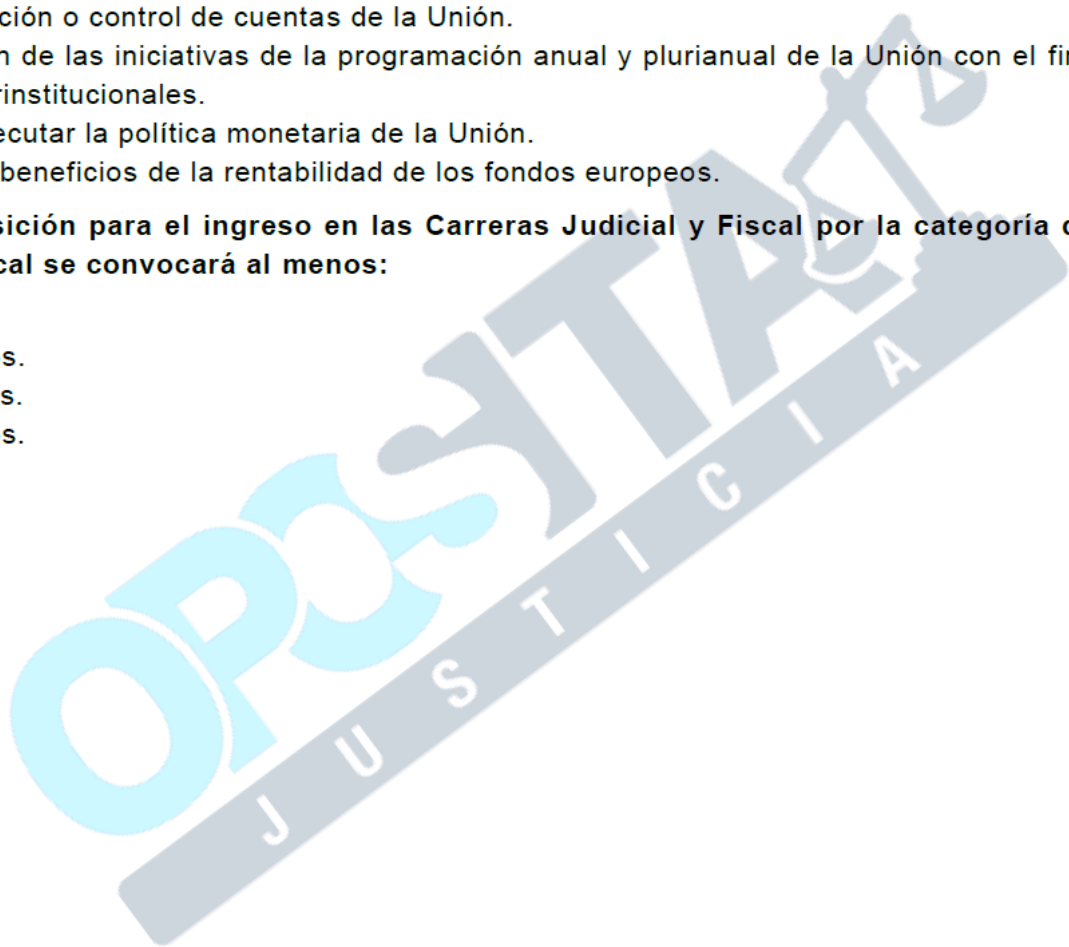 ción o control de cuentas de la Unión.
n de las iniciativas de la programación anual y plurianual de la Unión con el fin
rinstitucionales.
ecutar la política monetaria de la Unión.
beneficios de la rentabilidad de los fondos europeos.
sición para el ingreso en las Carreras Judicial y Fiscal por la categoría
cal se convocará al menos:
s.
s.
s.
OPOSITA
JUSTICIA